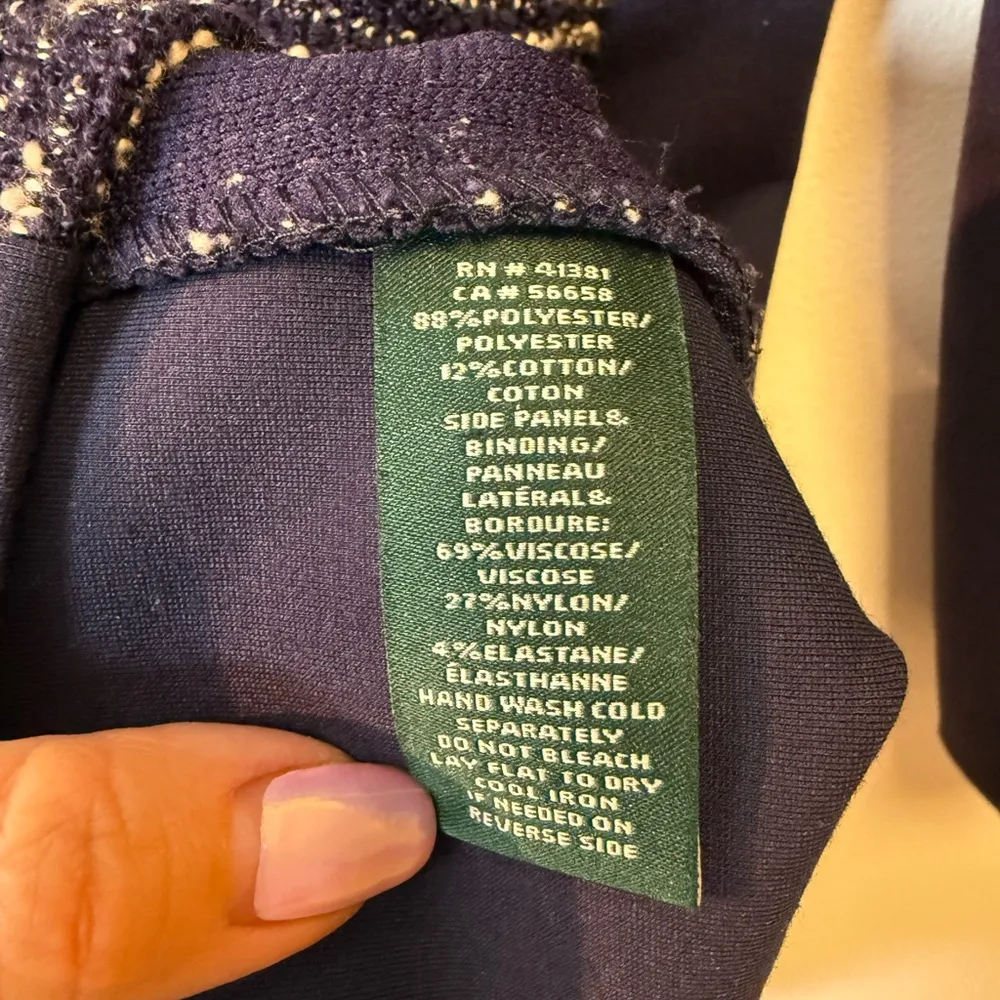 RN # 41381
CA # 56658
88%POLYESTER/
POLYESTER
12%COTTON/
COTON
SIDE PANEL&
BINDING/
PANNEAU
LATÉRAL&
BORDURE:
69%VISCOSE/
VISCOSE
27%NYLON/
NYLON
4%ELASTANE/
ÉLASTHANNE
HAND WASH COLD
SEPARATELY
DO NOT BLEACH
LAY FLAT TO DRY
COOL IRON
IF NEEDED ON
REVERSE SIDE